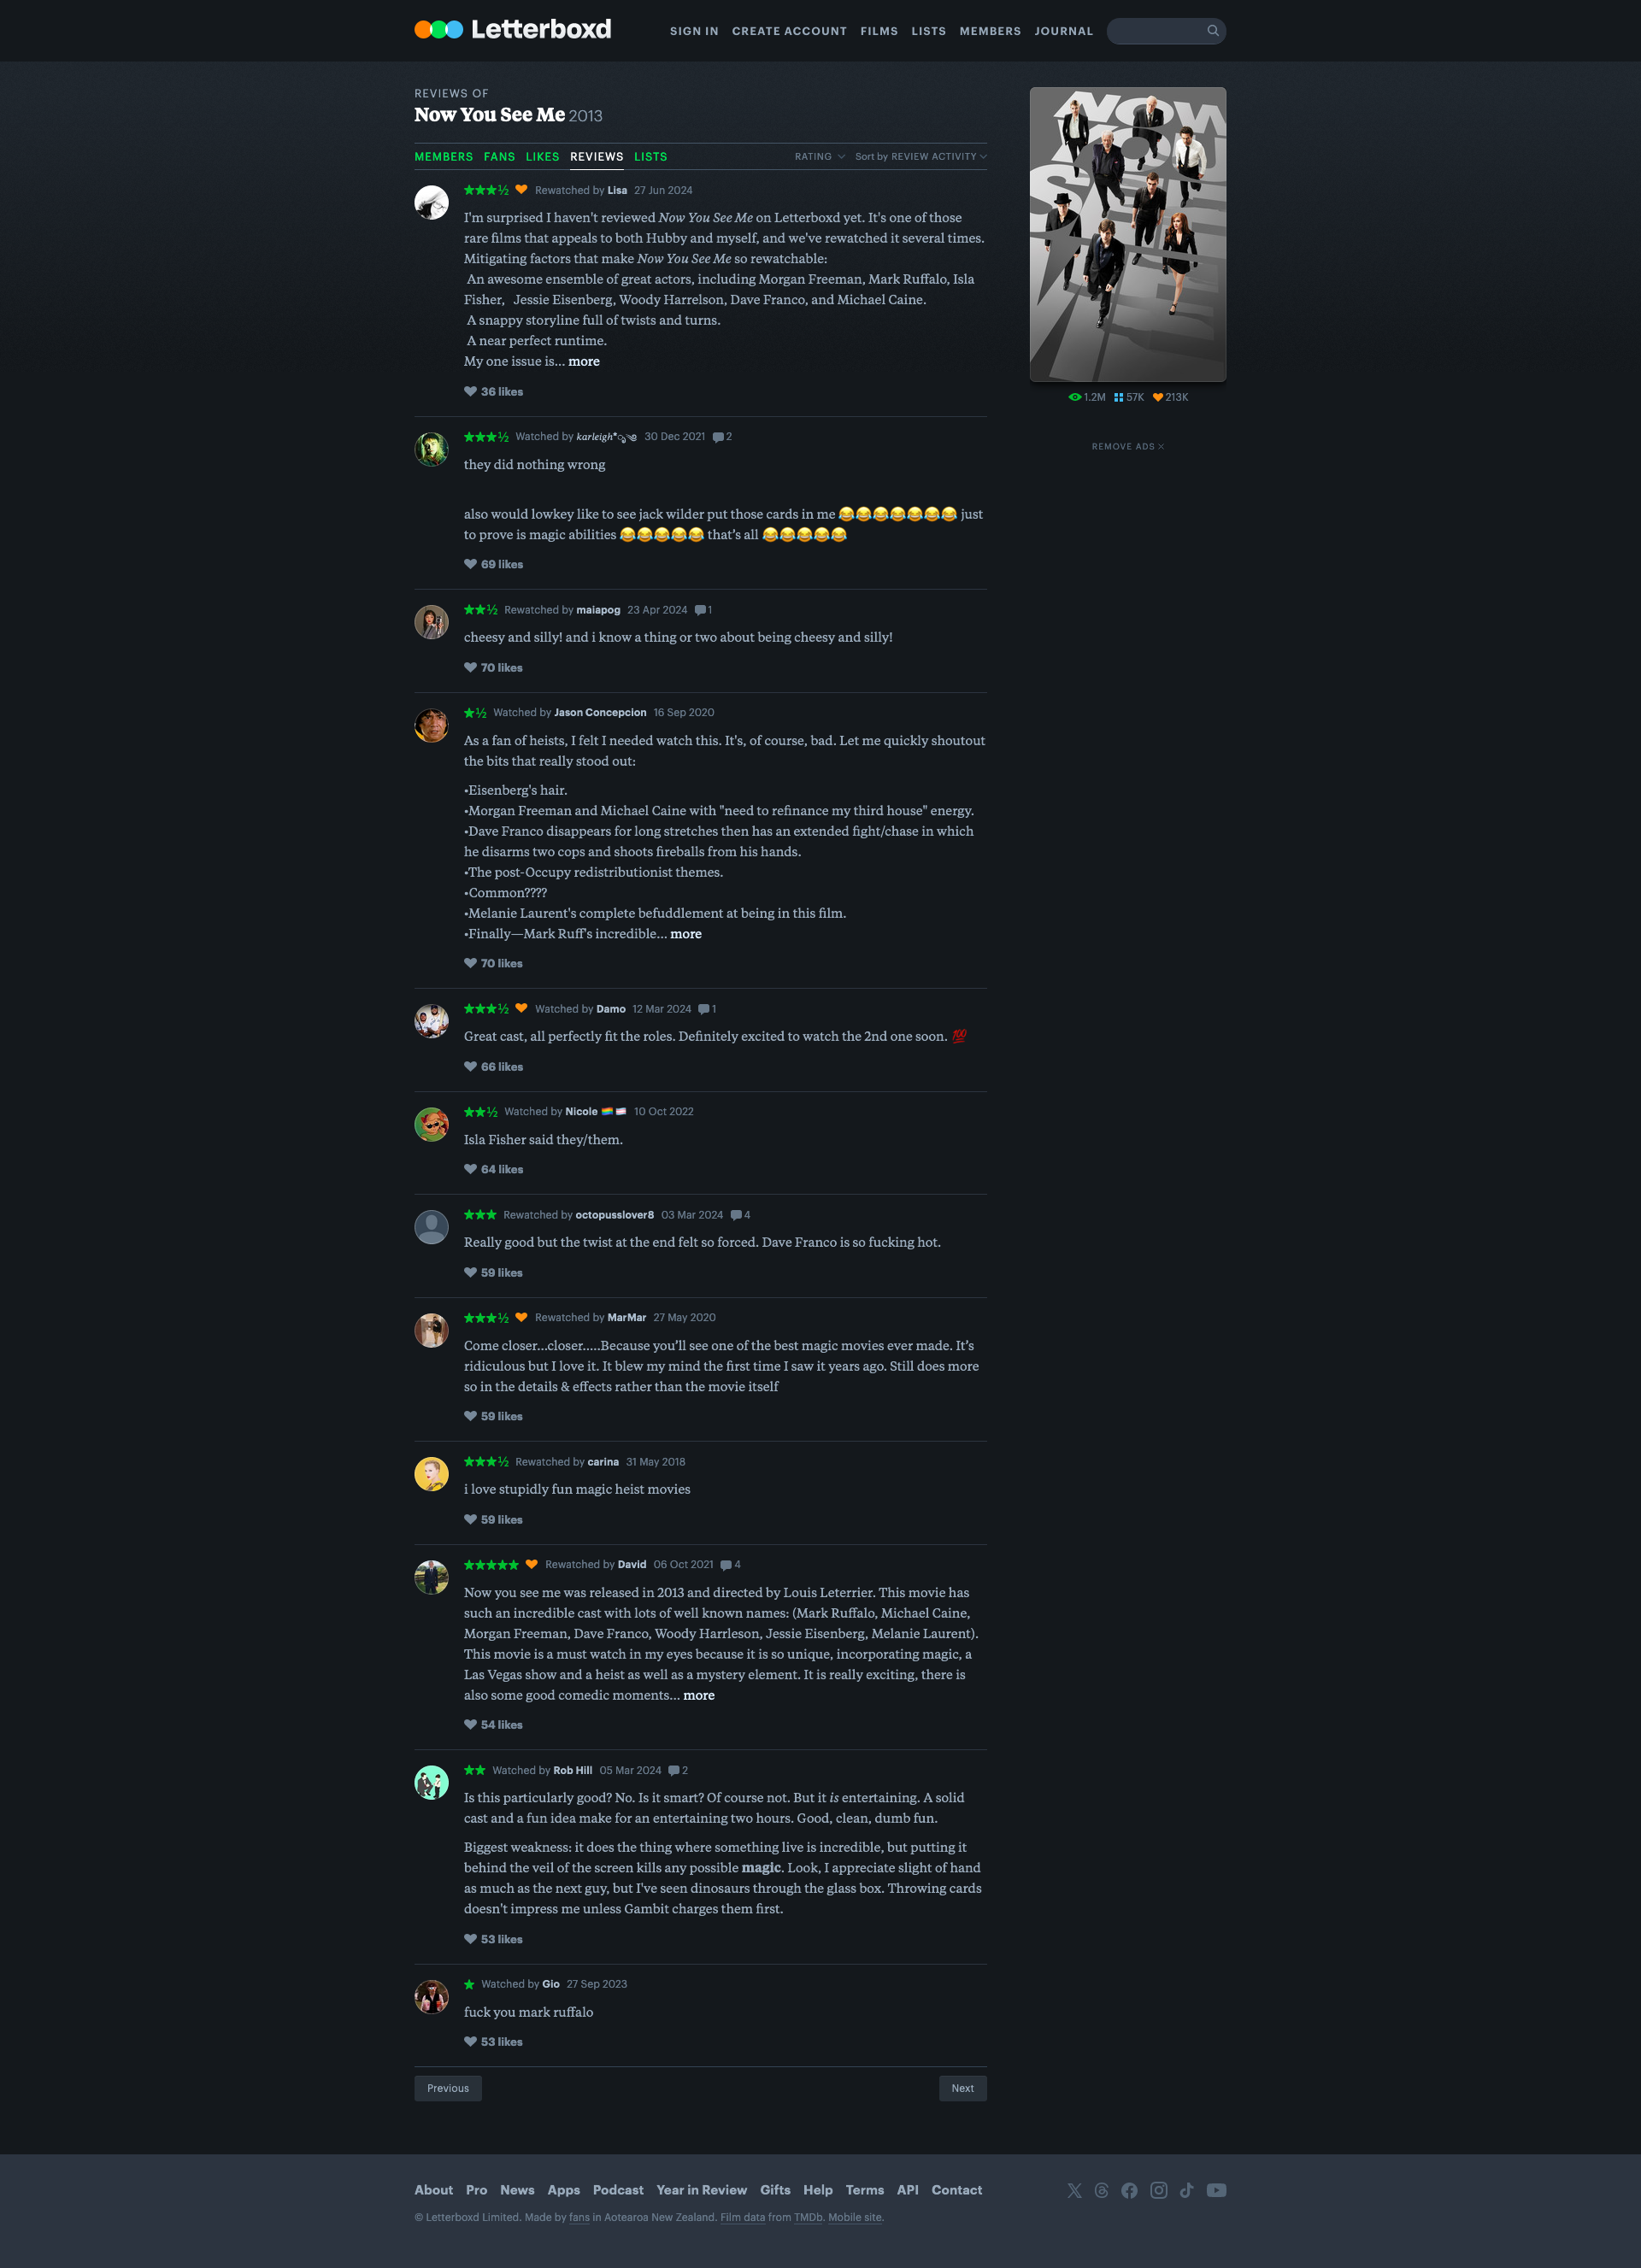 Letterboxd
SIGN IN CREATE ACCOUNT FILMS LISTS MEMBERS JOURNAL
REVIEWS OF
Now You See Me 2013
MEMBERS FANS LIKES REVIEWS LISTS
RATING Sort by REVIEW ACTIVITY
★★★½ Rewatched by Lisa 27 Jun 2024
I'm surprised I haven't reviewed Now You See Me on Letterboxd yet. It's one of those
rare films that appeals to both Hubby and myself, and we've rewatched it several times.
Mitigating factors that make Now You See Me so rewatchable:
An awesome ensemble of great actors, including Morgan Freeman, Mark Ruffalo, Isla
Fisher, Jessie Eisenberg, Woody Harrelson, Dave Franco, and Michael Caine.
A snappy storyline full of twists and turns.
A near perfect runtime.
My one issue is... more
36 likes
★★★½ Watched by karleigh 30 Dec 2021 2
they did nothing wrong
also would lowkey like to see jack wilder put those cards in me 😂😂😂😂😂😂😂 just
to prove is magic abilities 😂😂😂😂😂 that's all 😂😂😂😂😂
69 likes
★★½ Rewatched by maiapog 23 Apr 2024 1
cheesy and silly! and i know a thing or two about being cheesy and silly!
70 likes
★½ Watched by Jason Concepcion 16 Sep 2020
As a fan of heists, I felt I needed watch this. It's, of course, bad. Let me quickly shoutout
the bits that really stood out:
•Eisenberg's hair.
•Morgan Freeman and Michael Caine with "need to refinance my third house" energy.
•Dave Franco disappears for long stretches then has an extended fight/chase in which
he disarms two cops and shoots fireballs from his hands.
•The post-Occupy redistributionist themes.
•Common????
•Melanie Laurent's complete befuddlement at being in this film.
•Finally—Mark Ruff's incredible... more
70 likes
★★★½ Watched by Damo 12 Mar 2024 1
Great cast, all perfectly fit the roles. Definitely excited to watch the 2nd one soon. 💯
66 likes
★★½ Watched by Nicole 🏳️‍🌈🏳️‍⚧️ 10 Oct 2022
Isla Fisher said they/them.
64 likes
★★★ Rewatched by octopusslover8 03 Mar 2024 4
Really good but the twist at the end felt so forced. Dave Franco is so fucking hot.
59 likes
★★★½ Rewatched by MarMar 27 May 2020
Come closer...closer.....Because you'll see one of the best magic movies ever made. It's
ridiculous but I love it. It blew my mind the first time I saw it years ago. Still does more
so in the details & effects rather than the movie itself
59 likes
★★★½ Rewatched by carina 31 May 2018
i love stupidly fun magic heist movies
59 likes
★★★★★ Rewatched by David 06 Oct 2021 4
Now you see me was released in 2013 and directed by Louis Leterrier. This movie has
such an incredible cast with lots of well known names: (Mark Ruffalo, Michael Caine,
Morgan Freeman, Dave Franco, Woody Harrleson, Jessie Eisenberg, Melanie Laurent).
This movie is a must watch in my eyes because it is so unique, incorporating magic, a
Las Vegas show and a heist as well as a mystery element. It is really exciting, there is
also some good comedic moments... more
54 likes
★★ Watched by Rob Hill 05 Mar 2024 2
Is this particularly good? No. Is it smart? Of course not. But it is entertaining. A solid
cast and a fun idea make for an entertaining two hours. Good, clean, dumb fun.
Biggest weakness: it does the thing where something live is incredible, but putting it
behind the veil of the screen kills any possible magic. Look, I appreciate slight of hand
as much as the next guy, but I've seen dinosaurs through the glass box. Throwing cards
doesn't impress me unless Gambit charges them first.
53 likes
★ Watched by Gio 27 Sep 2023
fuck you mark ruffalo
53 likes
Previous Next
NOW
YOU
SEE
1.2M 57K 213K
REMOVE ADS
About Pro News Apps Podcast Year in Review Gifts Help Terms API Contact
© Letterboxd Limited. Made by fans in Aotearoa New Zealand. Film data from TMDb. Mobile site.